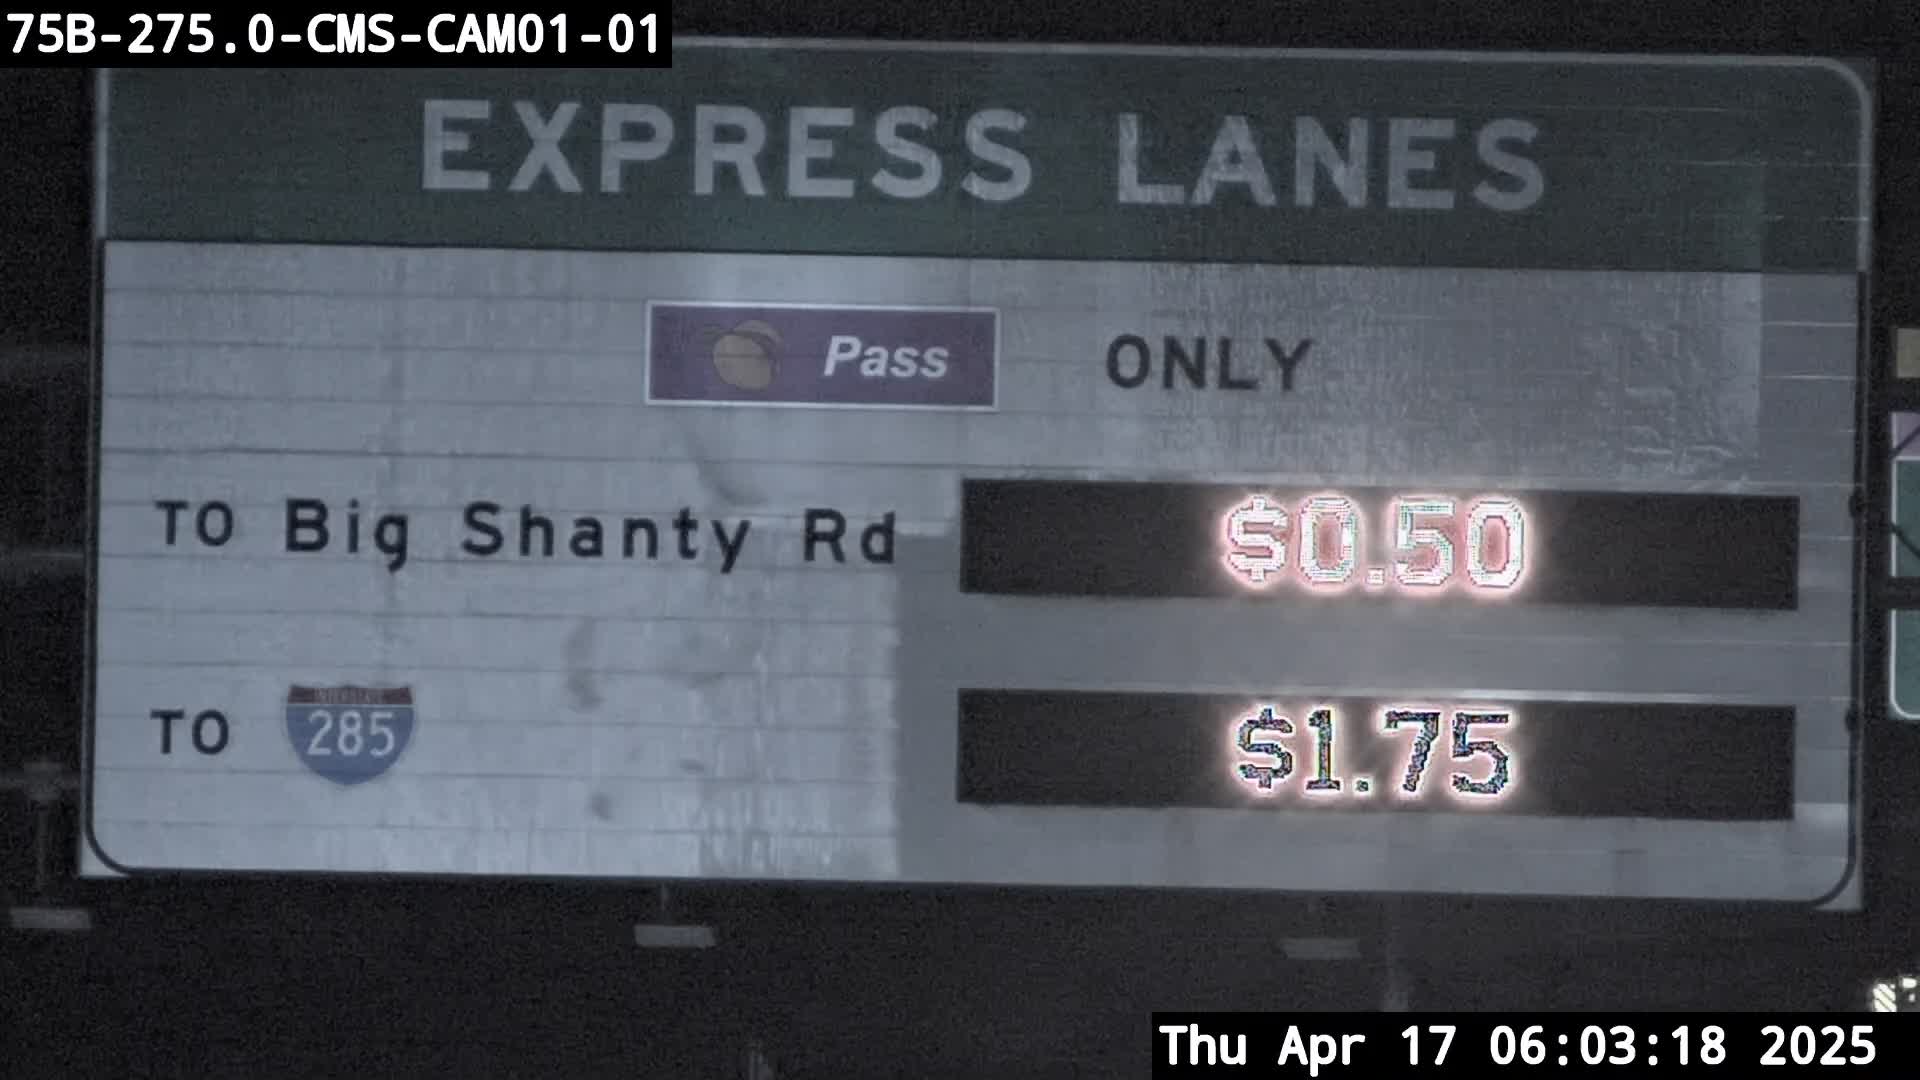 75B-275.0-CMS-CAM01-01
EXPRESS LANES
Pass ONLY
TO Big Shanty Rd $0.50
INTERSTATE
TO 285 $1.75
Thu Apr 17 06:03:18 2025